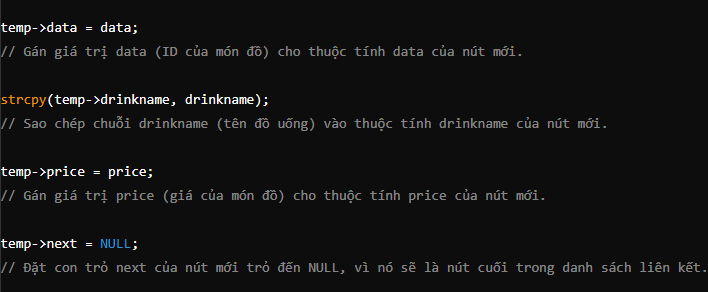 temp->data = data;
// Gán giá trị data (ID của món đồ) cho thuộc tính data của nút mới.
strcpy(temp->drinkname, drinkname);
// Sao chép chuỗi drinkname (tên đồ uống) vào thuộc tính drinkname của nút mới.
temp->price = price;
// Gán giá trị price (giá của món đồ) cho thuộc tính price của nút mới.
temp->next = NULL;
// Đặt con trỏ next của nút mới trỏ đến NULL, vì nó sẽ là nút cuối trong danh sách liên kết.